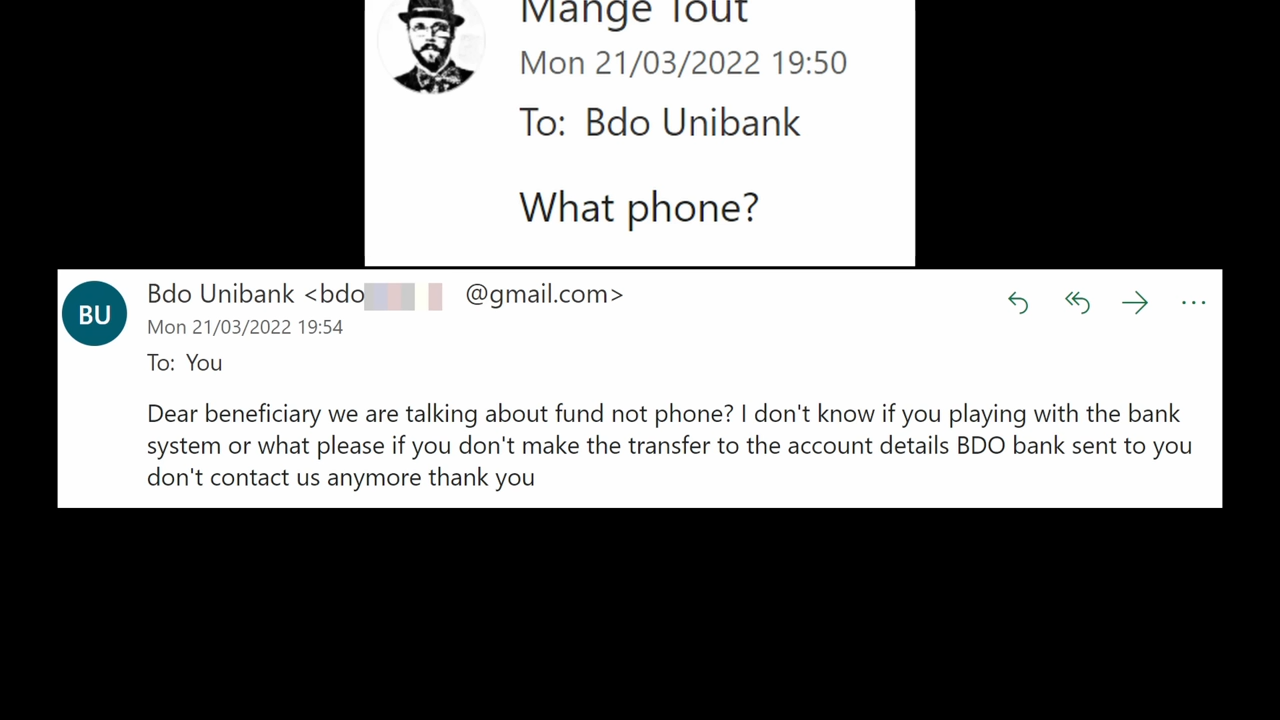 Mange Tout
Mon 21/03/2022 19:50
To: Bdo Unibank
What phone?
BU
Bdo Unibank <bdo @gmail.com>
Mon 21/03/2022 19:54
To: You
Dear beneficiary we are talking about fund not phone? I don't know if you playing with the bank
system or what please if you don't make the transfer to the account details BDO bank sent to you
don't contact us anymore thank you